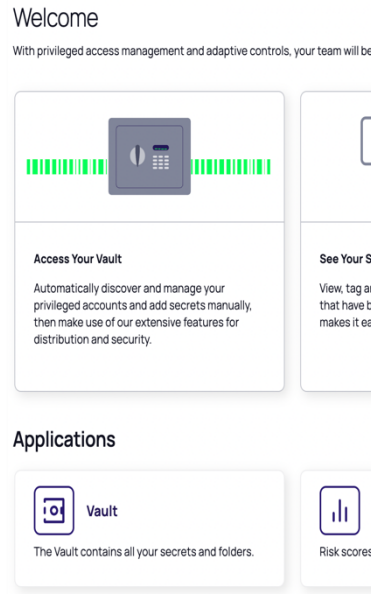 Welcome
With privileged access management and adaptive controls, your team will be
Access Your Vault
Automatically discover and manage your
privileged accounts and add secrets manually,
then make use of our extensive features for
distribution and security.
See Your S
View, tag a
that have b
makes it ea
Applications
Vault
The Vault contains all your secrets and folders.
Risk scores